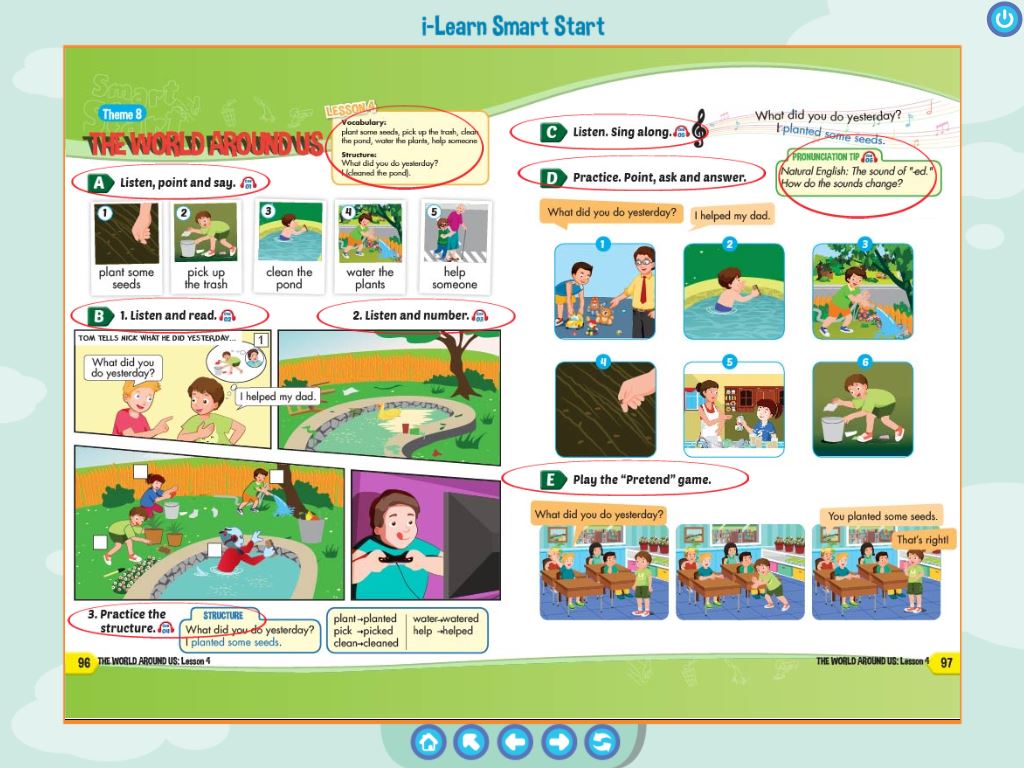 i-Learn Smart Start
Smart
Theme 8
THE WORLD AROUND US
LESSON 4
Vocabulary:
plant some seeds, pick up the trash, clean
the pond, water the plants, help someone
Structure:
What did you do yesterday?
I (cleaned the pond).
A Listen, point and say.
1
2
3
4
5
plant some
seeds
pick up
the trash
clean the
pond
water the
plants
help
someone
B 1. Listen and read.
2. Listen and number.
TOM TELLS NICK WHAT HE DID YESTERDAY...
1
What did you
do yesterday?
I helped my dad.
3. Practice the
structure.
STRUCTURE
What did you do yesterday?
I planted some seeds.
plant→planted
pick →picked
clean→cleaned
water→watered
help →helped
96 THE WORLD AROUND US: Lesson 4
C Listen. Sing along.
What did you do yesterday?
I planted some seeds.
PRONUNCIATION TIP
Natural English: The sound of "-ed."
How do the sounds change?
D Practice. Point, ask and answer.
What did you do yesterday?
I helped my dad.
1
2
3
4
5
6
E Play the “Pretend” game.
What did you do yesterday?
You planted some seeds.
That's right!
THE WORLD AROUND US: Lesson 4 97